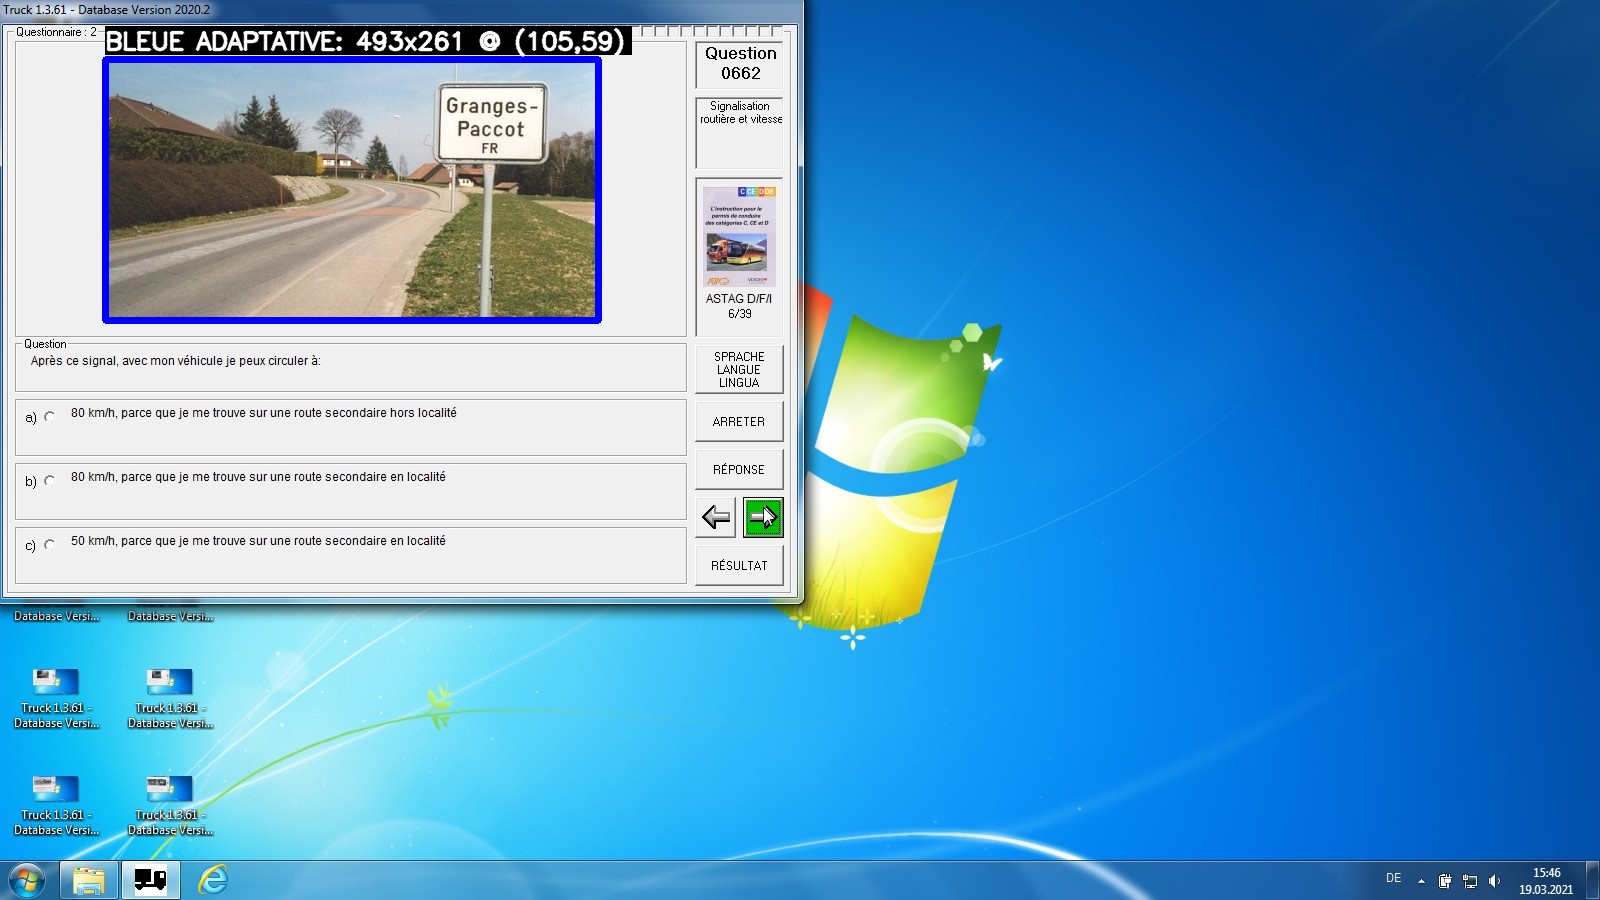 Truck 1.3.61 - Database Version 2020.2
Questionnaire : 2
BLEUE ADAPTATIVE: 493x261 @ (105,59)
Granges-
Paccot
FR
Question
0662
Signalisation
routière et vitesse
C CE D DE
L'instruction pour le
permis de conduire
des catégories C, CE et D
ASTAG D/F/I
6/39
Question
Après ce signal, avec mon véhicule je peux circuler à:
a) 80 km/h, parce que je me trouve sur une route secondaire hors localité
b) 80 km/h, parce que je me trouve sur une route secondaire en localité
c) 50 km/h, parce que je me trouve sur une route secondaire en localité
SPRACHE
LANGUE
LINGUA
ARRETER
RÉPONSE
RÉSULTAT
Database Versi...
Database Versi...
Truck 1.3.61 -
Database Versi...
Truck 1.3.61 -
Database Versi...
Truck 1.3.61 -
Database Versi...
Truck 1.3.61 -
Database Versi...
DE
15:46
19.03.2021